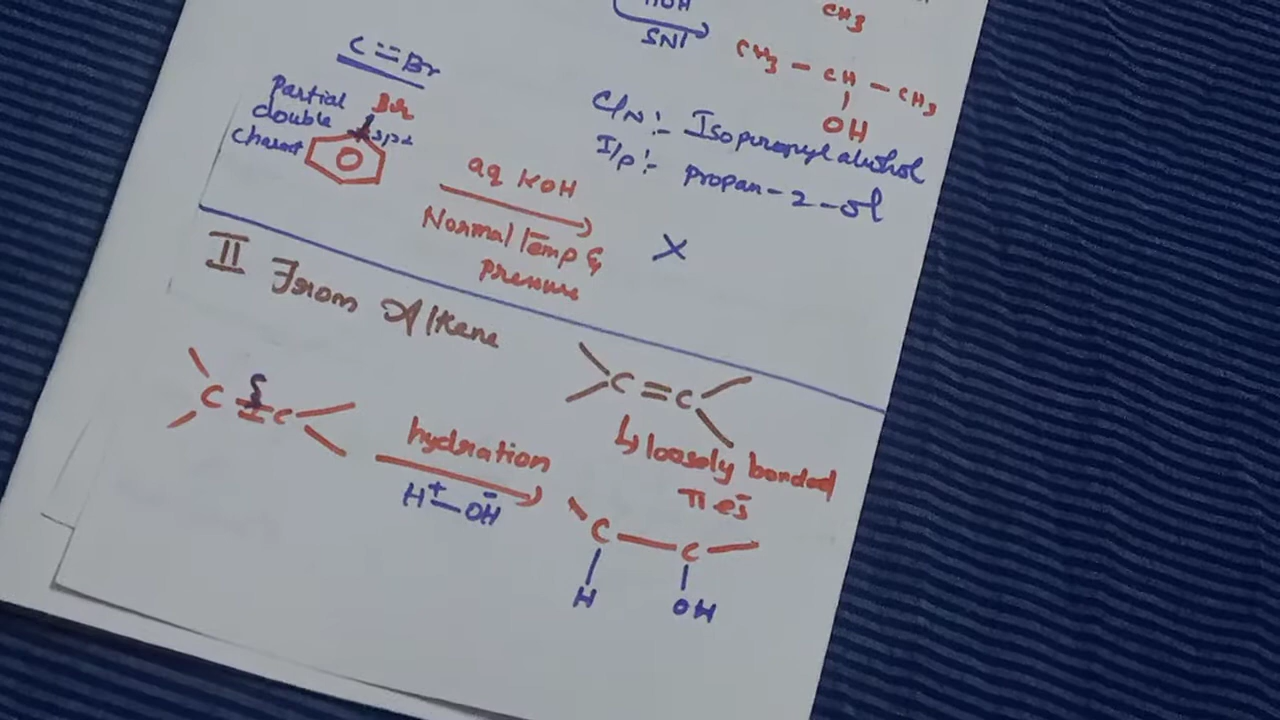 SN1
CH3
CH3 - CH - CH3
OH
C/N:- Isopropyl alcohol
I/P:- propan-2-ol
C=Br
Partial
double
charact
Br
sp2
aq KOH
Normal Temp &
Pressure
X
II From Alkene
C=C
hydration
H+-OH-
C=C
↳ loosely bonded
π es
C-C
H OH